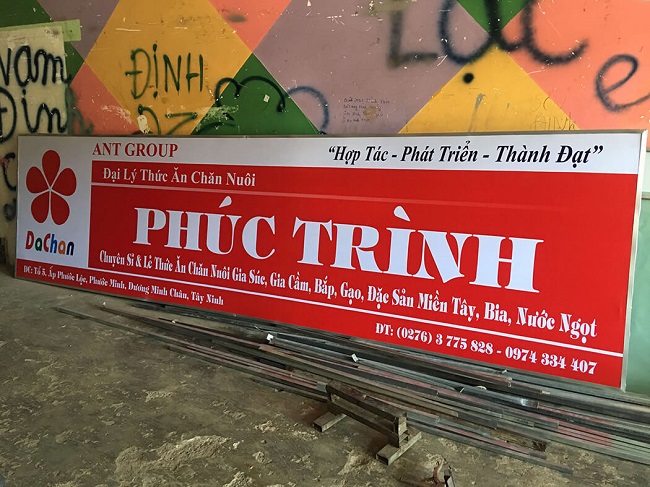 Nam
Định
ĐỊNH
ANT GROUP
"Hợp Tác - Phát Triển - Thành Đạt"
Đại Lý Thức Ăn Chăn Nuôi
DaChan
PHÚC TRÌNH
Chuyên Sỉ & Lẻ Thức Ăn Chăn Nuôi Gia Súc, Gia Cầm, Bắp, Gạo, Đặc Sản Miền Tây, Bia, Nước Ngọt
ĐC: Tổ 5, Ấp Phước Lộc, Phước Minh, Dương Minh Châu, Tây Ninh
ĐT: (0276) 3 775 828 - 0974 334 407